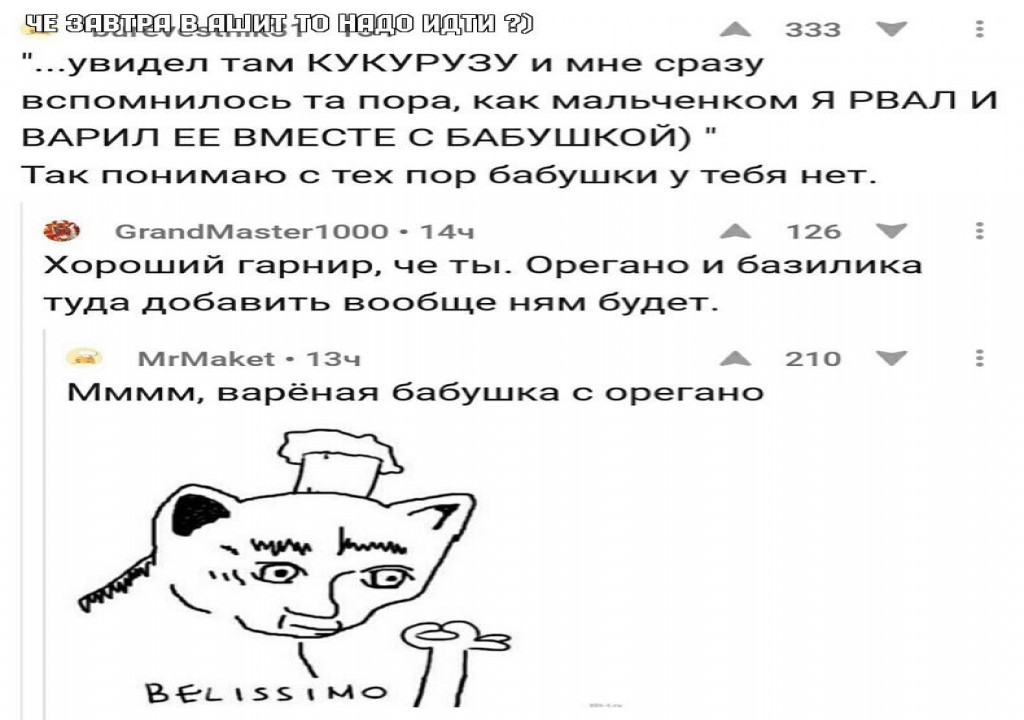 ЧЕ ЗАВТРА В АШИТ ТО НАДО ИДТИ ?)
333
"...увидел там КУКУРУЗУ и мне сразу
вспомнилось та пора, как мальченком Я РВАЛ И
ВАРИЛ ЕЕ ВМЕСТЕ С БАБУШКОЙ) "
Так понимаю с тех пор бабушки у тебя нет.
GrandMaster1000 • 14ч 126
Хороший гарнир, че ты. Орегано и базилика
туда добавить вообще ням будет.
MrMaket • 13ч 210
Мммм, варёная бабушка с орегано
BELISSIMO